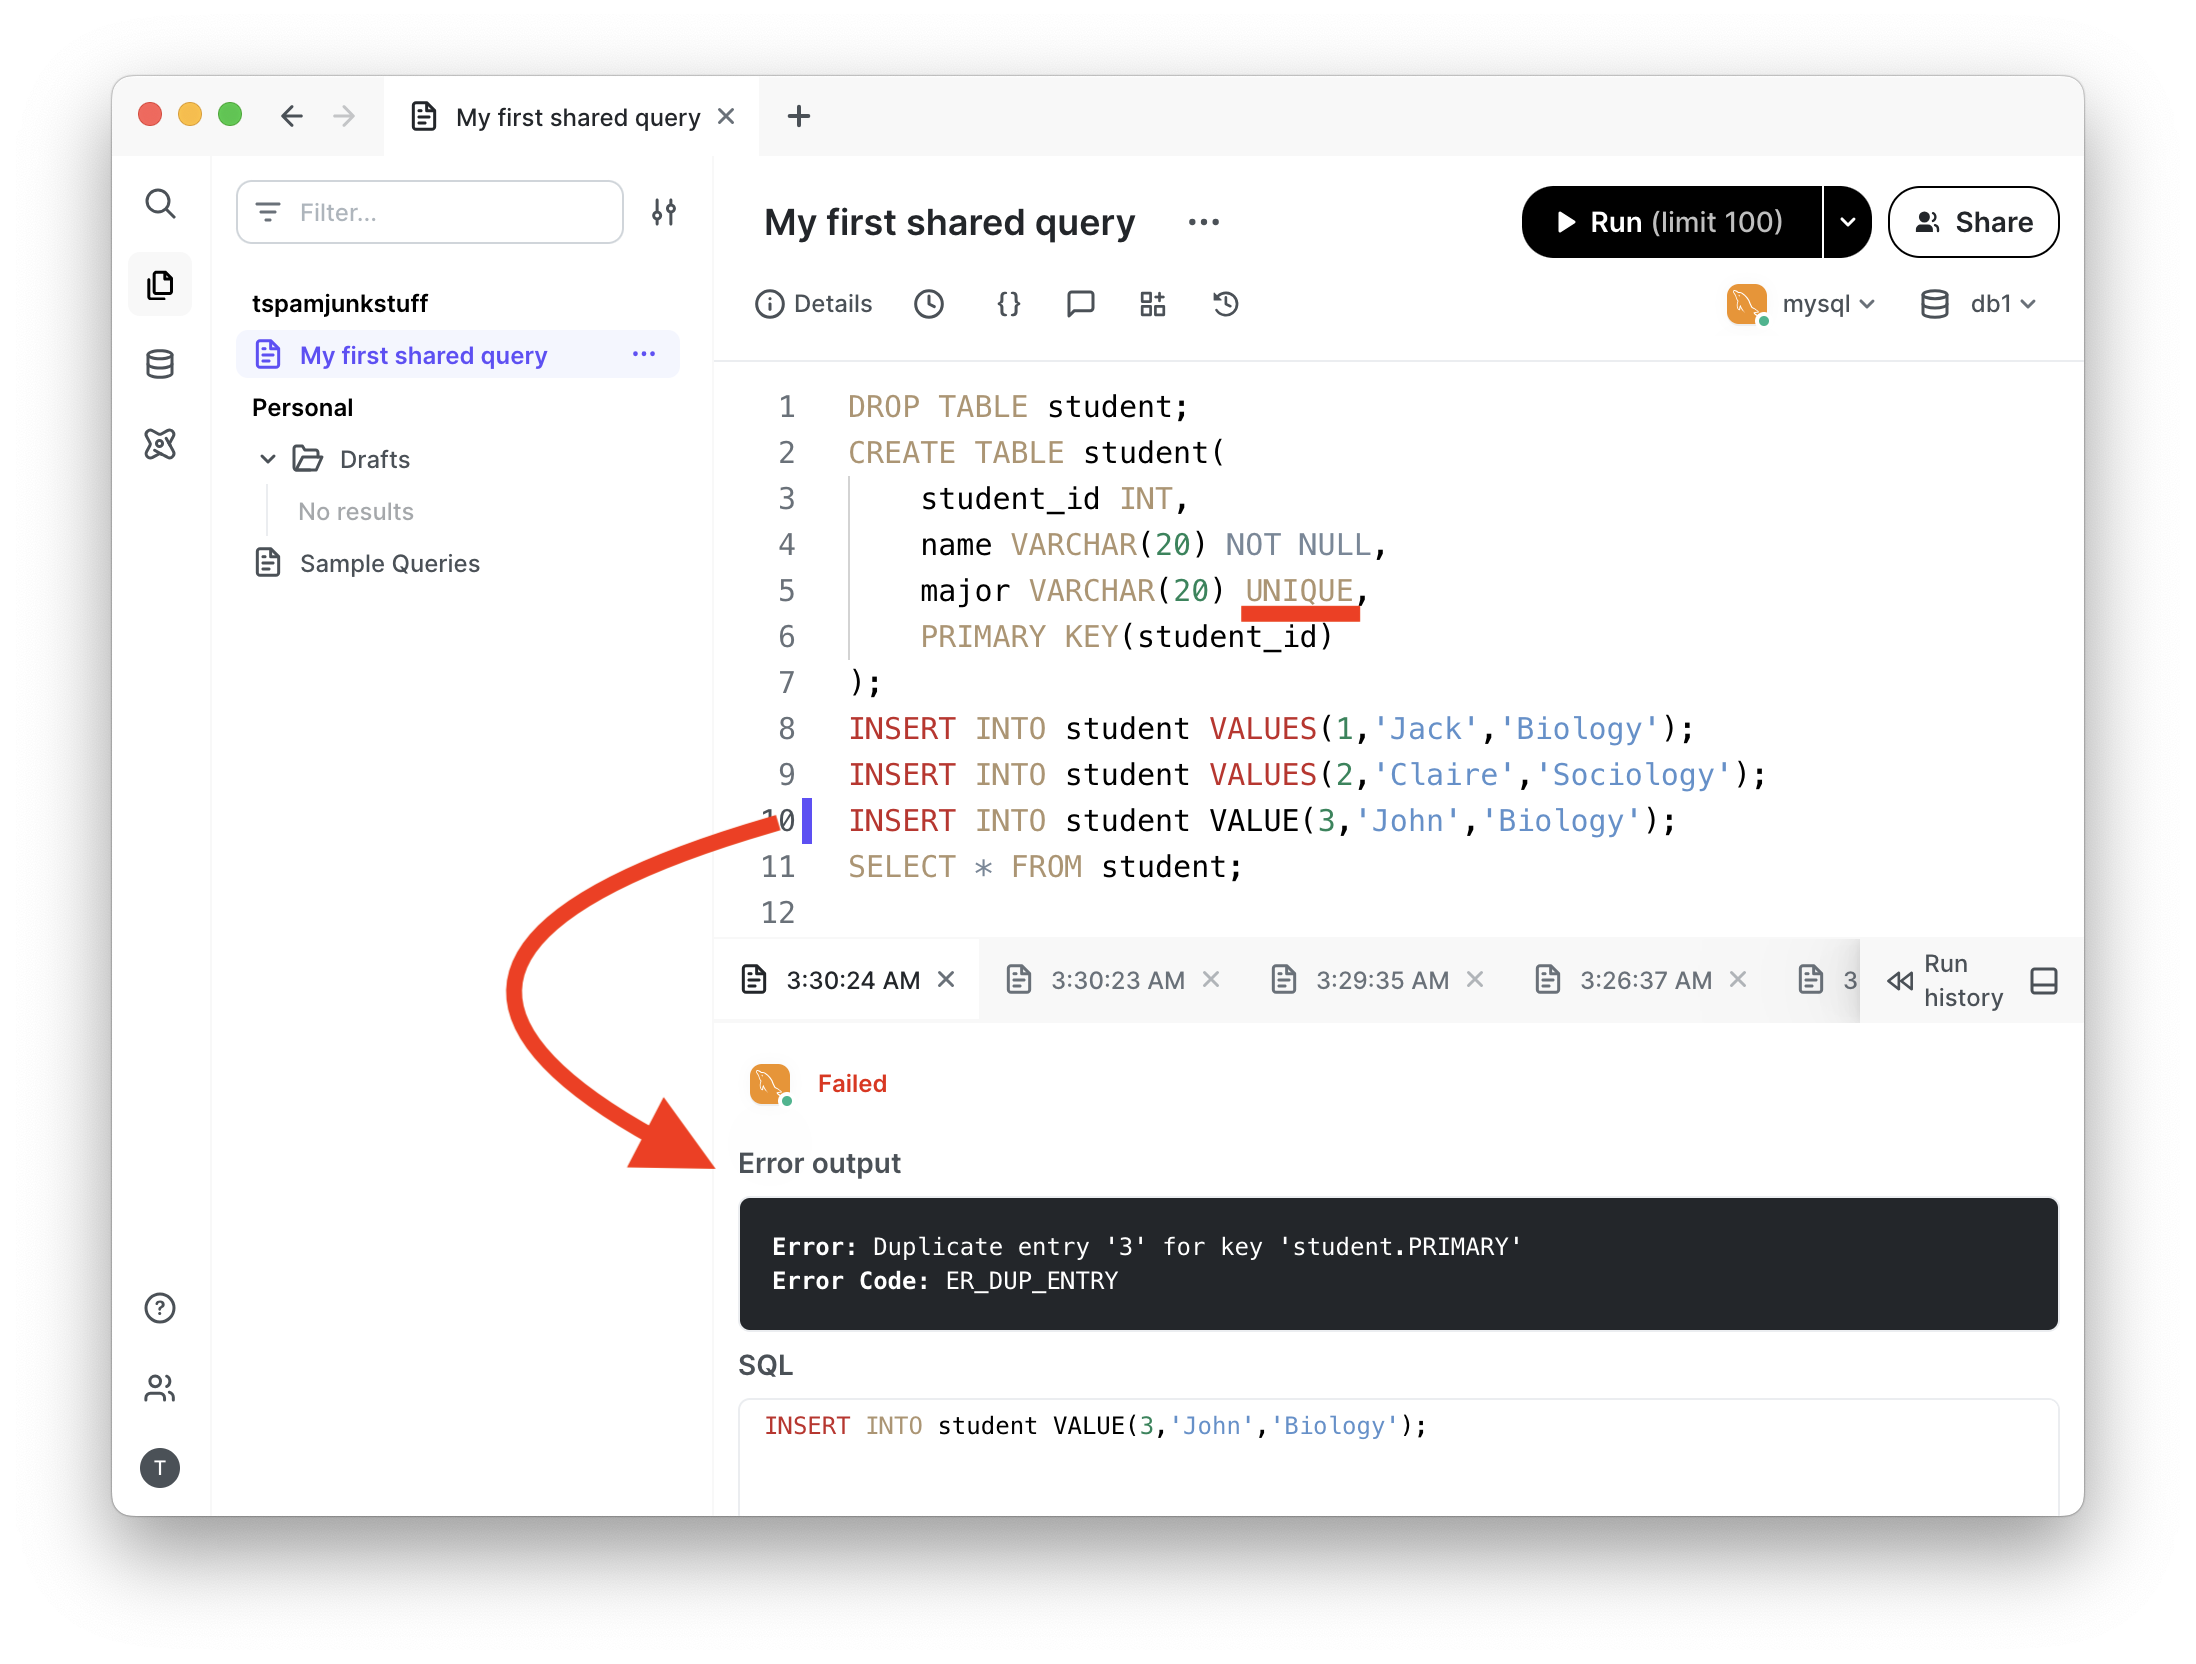 My first shared query
Filter...
tspamjunkstuff
My first shared query
Personal
Drafts
No results
Sample Queries
T
My first shared query
Run (limit 100)
Share
Details
mysql
db1
1 DROP TABLE student;
2 CREATE TABLE student(
3 student_id INT,
4 name VARCHAR(20) NOT NULL,
5 major VARCHAR(20) UNIQUE,
6 PRIMARY KEY(student_id)
7 );
8 INSERT INTO student VALUES(1,'Jack','Biology');
9 INSERT INTO student VALUES(2,'Claire','Sociology');
10 INSERT INTO student VALUE(3,'John','Biology');
11 SELECT * FROM student;
12
3:30:24 AM
3:30:23 AM
3:29:35 AM
3:26:37 AM
3
Run
history
Failed
Error output
Error: Duplicate entry '3' for key 'student.PRIMARY'
Error Code: ER_DUP_ENTRY
SQL
INSERT INTO student VALUE(3,'John','Biology');